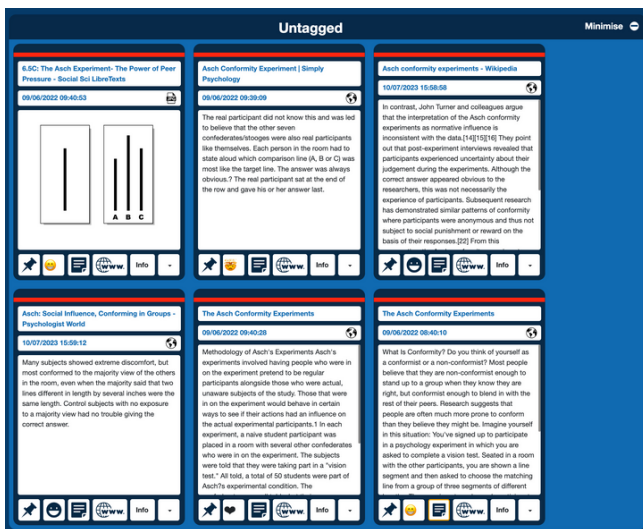 Untagged
Minimise
6.5C: The Asch Experiment- The Power of Peer
Pressure - Social Sci LibreTexts
09/06/2022 09:40:53
JPG
A B C
Info
Asch Conformity Experiment | Simply
Psychology
09/06/2022 09:39:09
The real participant did not know this and was led
to believe that the other seven
confederates/stooges were also real participants
like themselves. Each person in the room had to
state aloud which comparison line (A, B or C) was
most like the target line. The answer was always
obvious.? The real participant sat at the end of
the row and gave his or her answer last.
www.
Info
Asch conformity experiments - Wikipedia
10/07/2023 15:58:58
In contrast, John Turner and colleagues argue
that the interpretation of the Asch conformity
experiments as normative influence is
inconsistent with the data.[14][15][16] They point
out that post-experiment interviews revealed that
participants experienced uncertainty about their
judgement during the experiments. Although the
correct answer appeared obvious to the
researchers, this was not necessarily the
experience of participants. Subsequent research
has demonstrated similar patterns of conformity
where participants were anonymous and thus not
subject to social punishment or reward on the
basis of their responses.[22] From this
www.
Info
Asch: Social Influence, Conforming in Groups -
Psychologist World
10/07/2023 15:59:12
Many subjects showed extreme discomfort, but
most conformed to the majority view of the others
in the room, even when the majority said that two
lines different in length by several inches were the
same length. Control subjects with no exposure
to a majority view had no trouble giving the
correct answer.
www.
Info
The Asch Conformity Experiments
09/06/2022 09:40:28
Methodology of Asch's Experiments Asch's
experiments involved having people who were in
on the experiment pretend to be regular
participants alongside those who were actual,
unaware subjects of the study. Those that were
in on the experiment would behave in certain
ways to see if their actions had an influence on
the actual experimental participants.1 In each
experiment, a naive student participant was
placed in a room with several other confederates
who were in on the experiment. The subjects
were told that they were taking part in a "vision
test." All told, a total of 50 students were part of
Asch?s experimental condition. The
www.
Info
The Asch Conformity Experiments
09/06/2022 08:40:10
What Is Conformity? Do you think of yourself as
a conformist or a non-conformist? Most people
believe that they are non-conformist enough to
stand up to a group when they know they are
right, but conformist enough to blend in with the
rest of their peers. Research suggests that
people are often much more prone to conform
than they believe they might be. Imagine yourself
in this situation: You've signed up to participate
in a psychology experiment in which you are
asked to complete a vision test. Seated in a room
with the other participants, you are shown a line
segment and then asked to choose the matching
line from a group of three segments of different
www.
Info